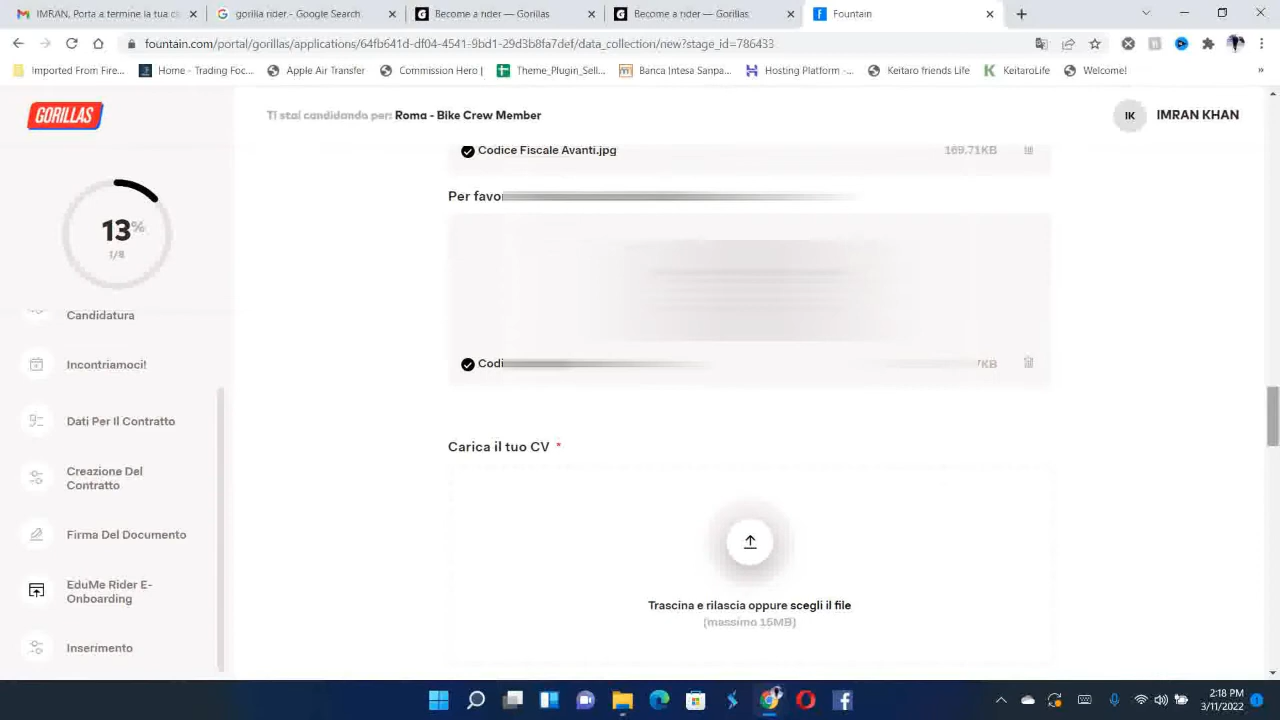 IMRAN, Porta a termine la tua ci
gorilla rider - Google Search
Become a rider — Gorillas
Become a rider — Gorillas
Fountain
fountain.com/portal/gorillas/applications/64fb641d-df04-4541-9bd1-29d3
a7def/data_collection/new?stage_id=786433
Imported From Fire...
Home - Trading Foc...
Apple Air Transfer
Commission Hero |
Theme_Plugin_Sell...
Banca Intesa Sanpa...
Hosting Platform -...
Keitaro friends Life
KeitaroLife
Welcome!
»
GORILLAS
Ti stai candidando per: Roma - Bike Crew Member
IK
IMRAN KHAN
13%
1/8
Candidatura
Incontriamoci!
Dati Per Il Contratto
Creazione Del
Contratto
Firma Del Documento
EduMe Rider E-
Onboarding
Inserimento
Codice Fiscale Avanti.jpg
169.71KB
Per favo
Codi
KB
Carica il tuo CV *
Trascina e rilascia oppure scegli il file
(massimo 15MB)
2:18 PM
3/11/2022